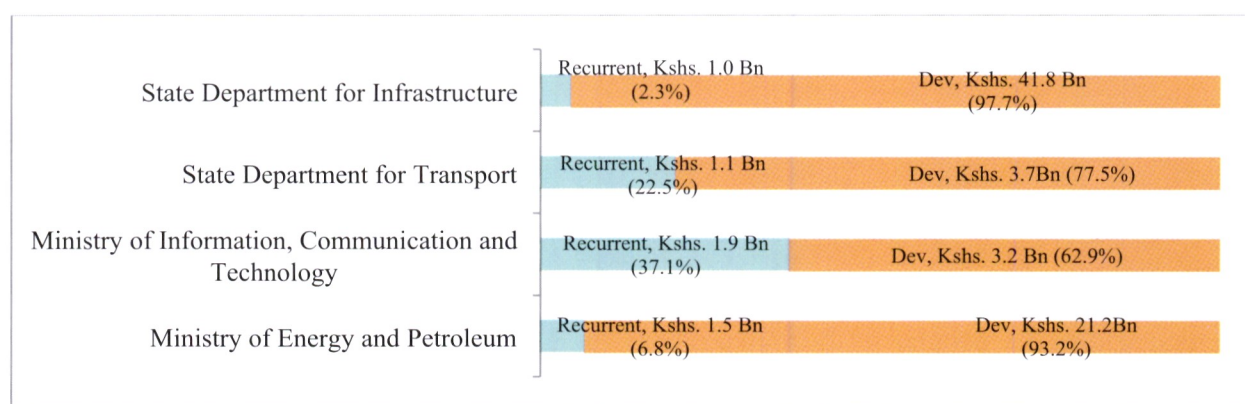 State Department for Infrastructure
Recurrent, Kshs. 1.0 Bn
(2.3%)
Dev, Kshs. 41.8 Bn
(97.7%)
State Department for Transport
Recurrent, Kshs. 1.1 Bn
(22.5%)
Dev, Kshs. 3.7Bn (77.5%)
Ministry of Information, Communication and
Technology
Recurrent, Kshs. 1.9 Bn
(37.1%)
Dev, Kshs. 3.2 Bn (62.9%)
Ministry of Energy and Petroleum
Recurrent, Kshs. 1.5 Bn
(6.8%)
Dev, Kshs. 21.2Bn
(93.2%)